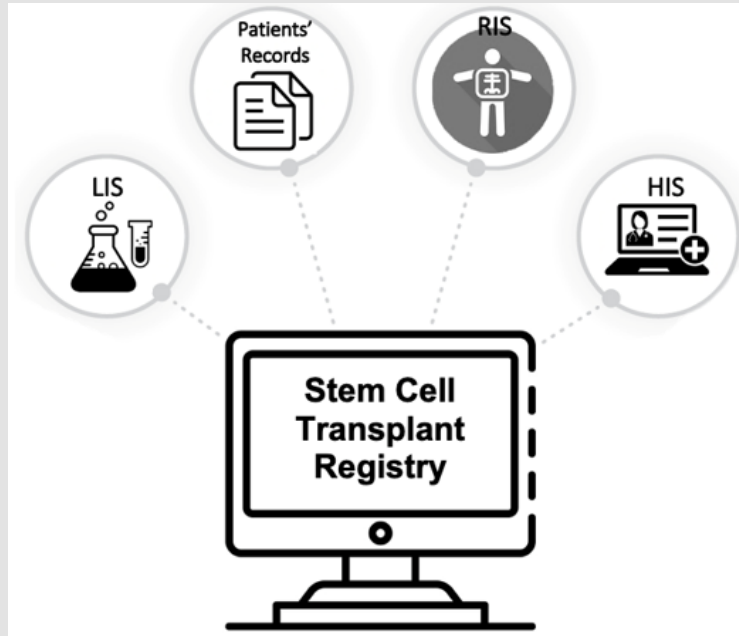 Patients’
Records
RIS
LIS
HIS
Stem Cell
Transplant
Registry